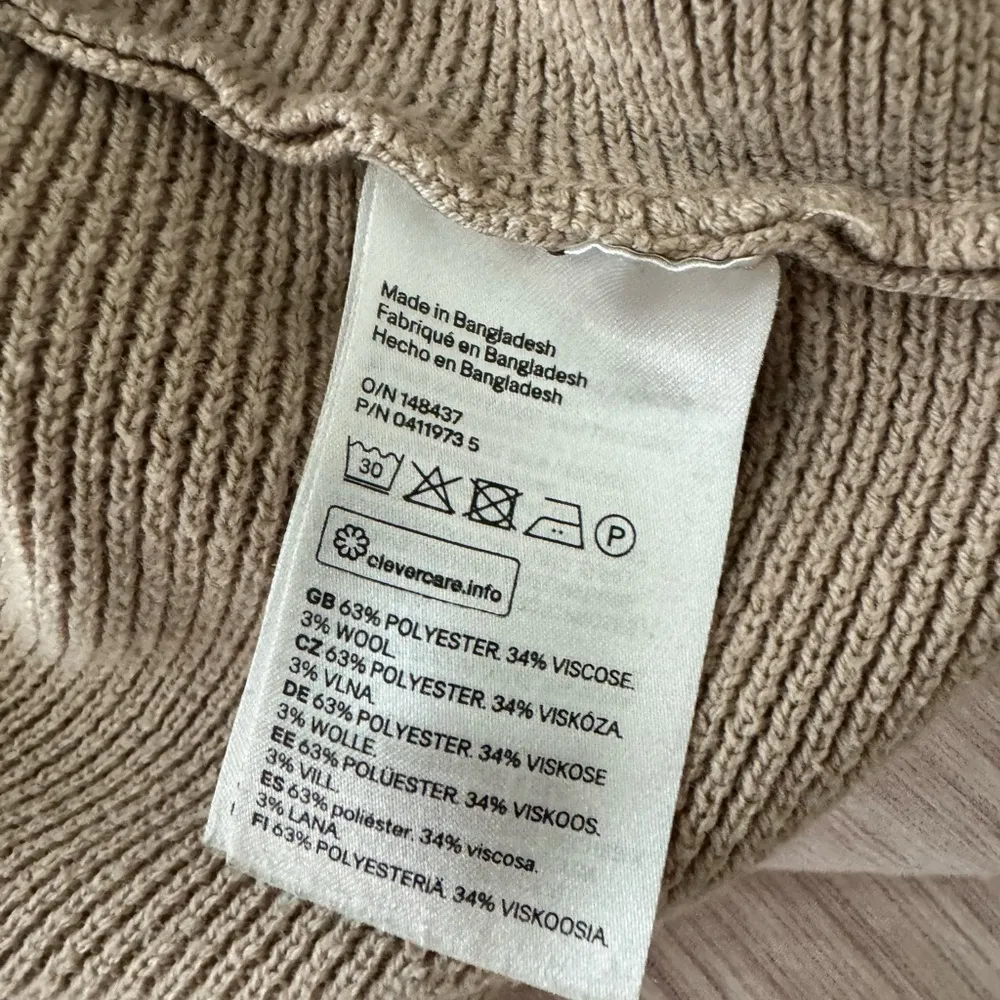 Made in Bangladesh
Fabriqué en Bangladesh
Hecho en Bangladesh
O/N 148437
P/N 0411973 5
30
P
clevercare.info
GB 63% POLYESTER. 34% VISCOSE.
3% WOOL.
CZ 63% POLYESTER. 34% VISKÓZA.
3% VLNA.
DE 63% POLYESTER. 34% VISKOSE
3% WOLLE.
EE 63% POLÜESTER. 34% VISKOOS.
3% VILL.
ES 63% poliéster. 34% viscosa.
3% LANA.
FI 63% POLYESTERIÄ. 34% VISKOOSIA.